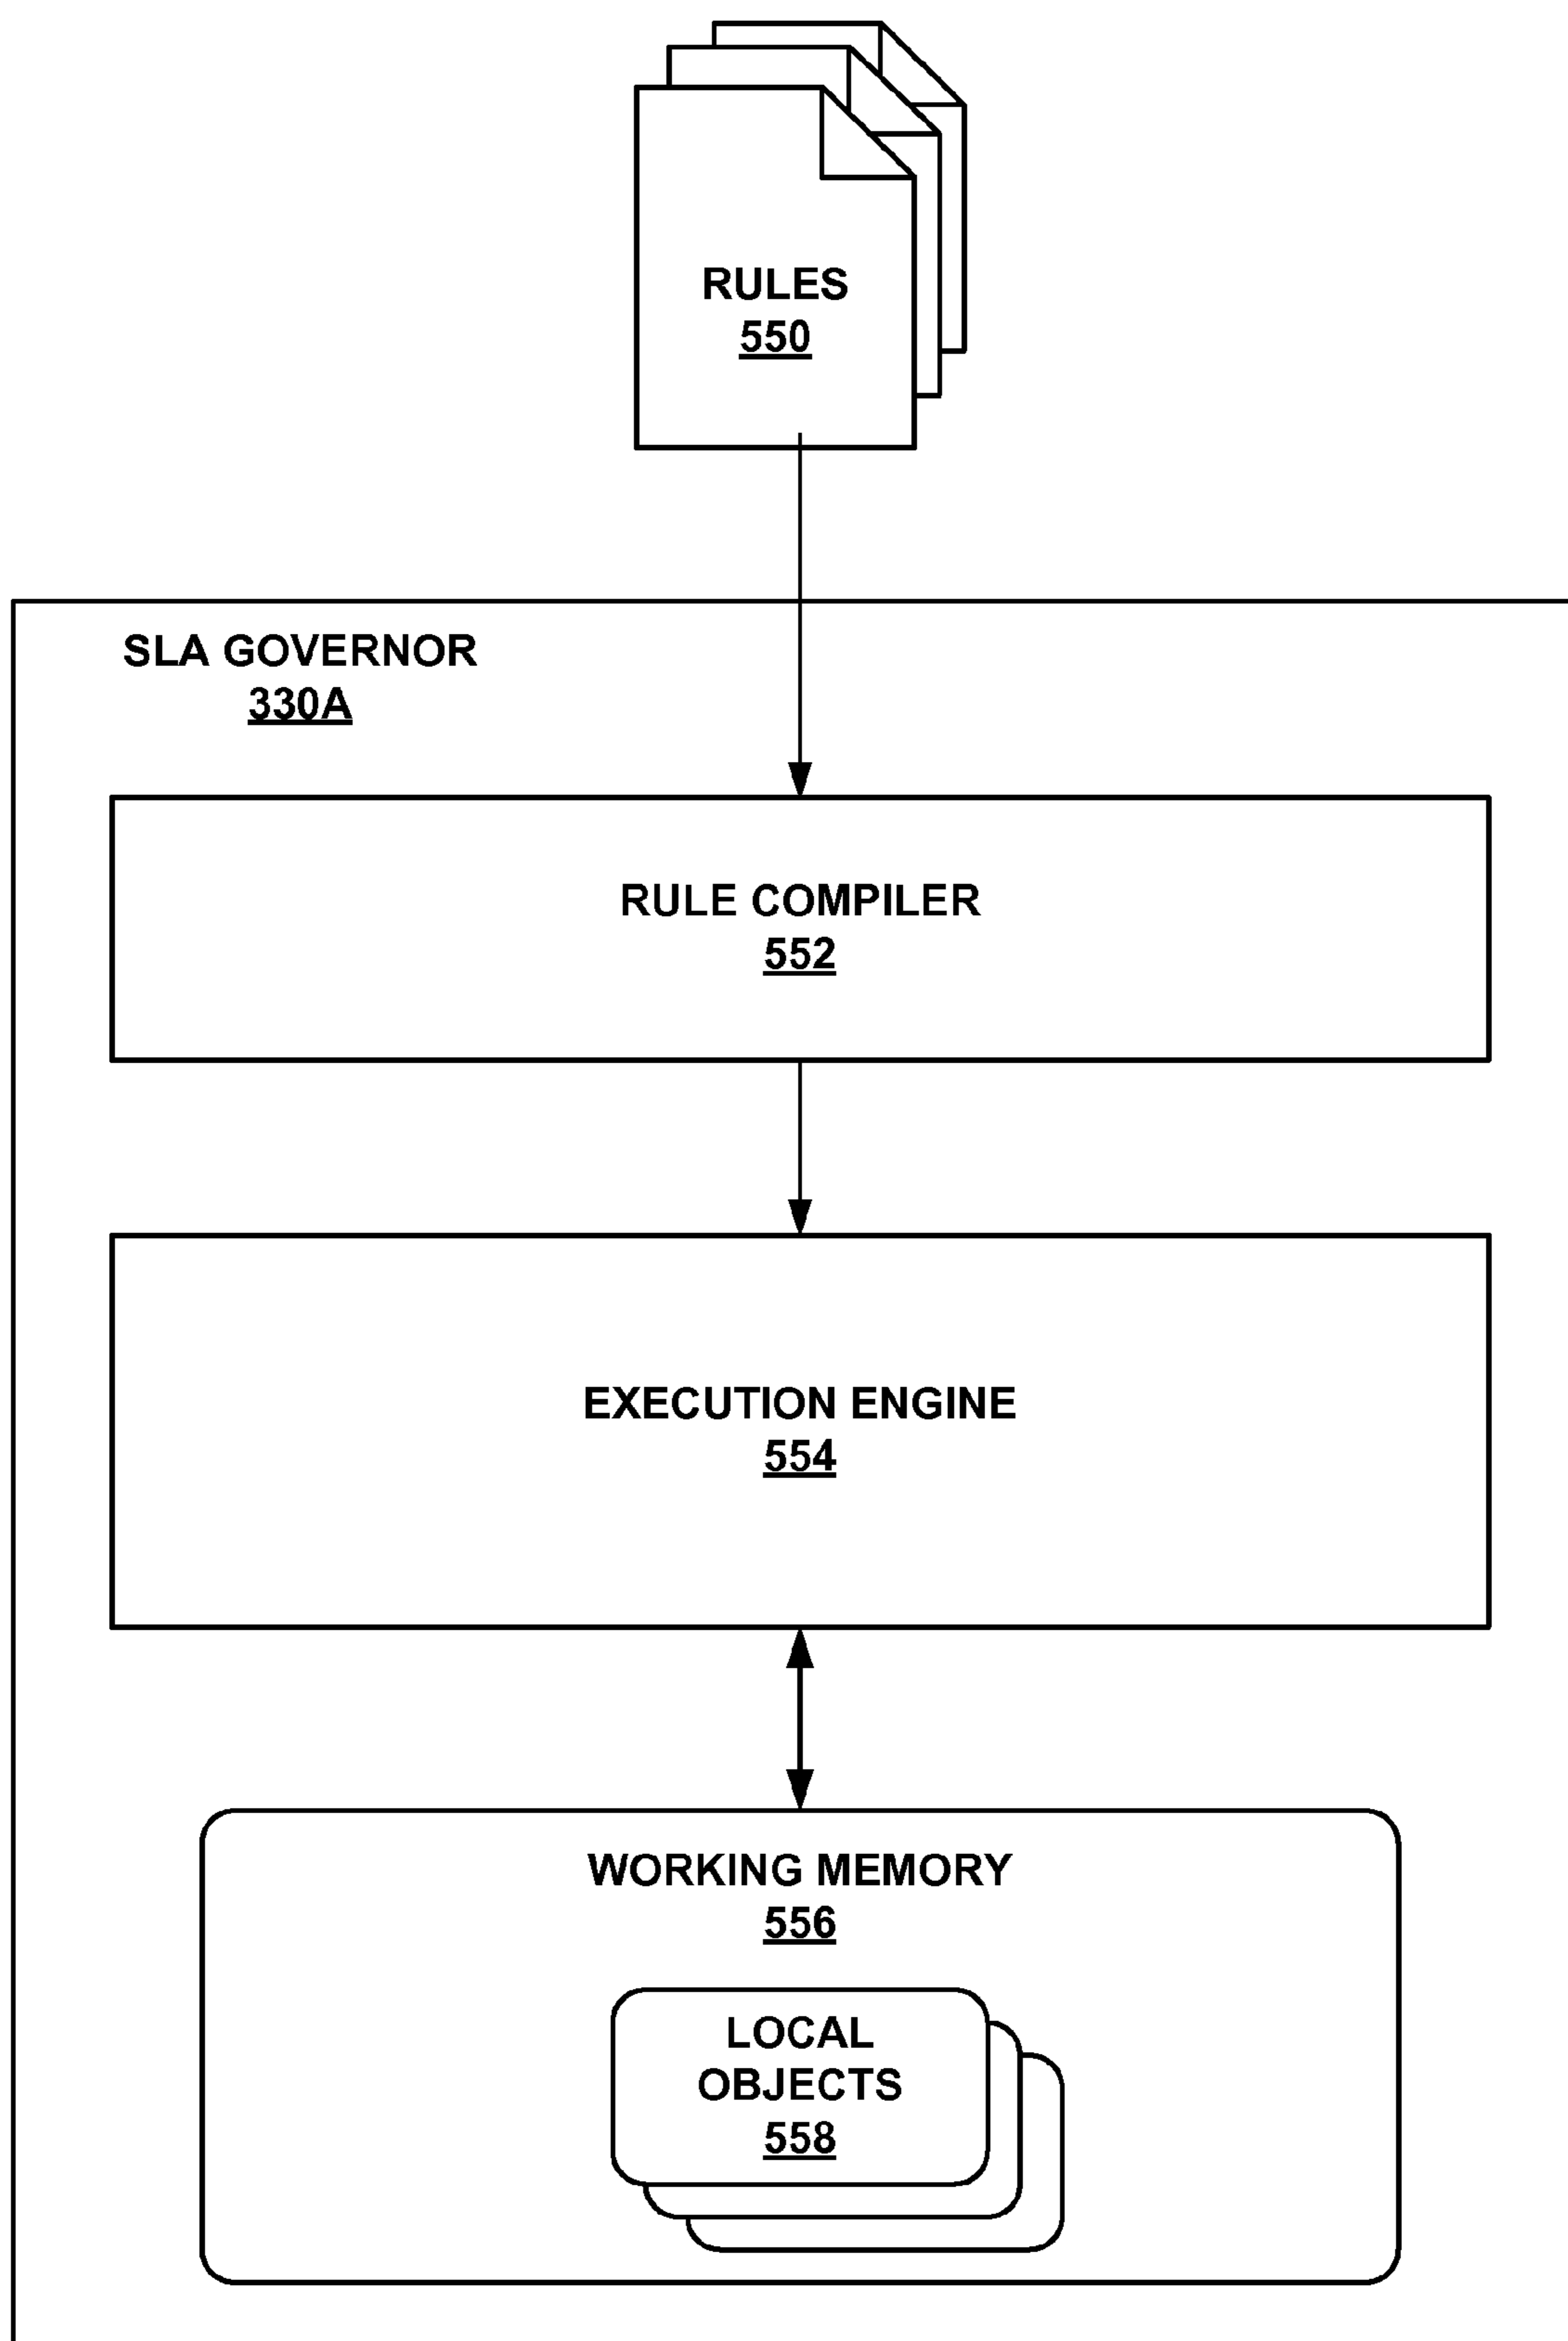 RULES
550
SLA GOVERNOR
330A
RULE COMPILER
552
EXECUTION ENGINE
554
WORKING MEMORY
556
LOCAL
OBJECTS
558